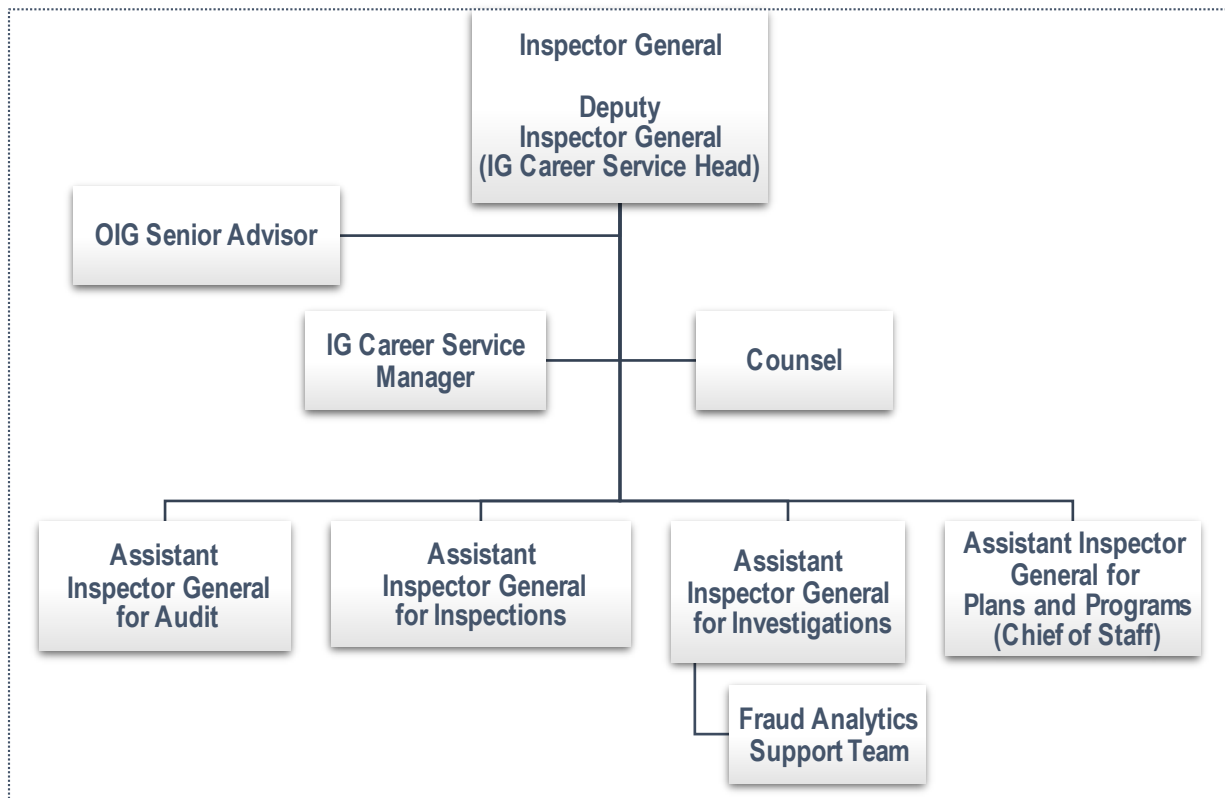 Inspector General
Deputy
Inspector General
(IG Career Service Head)
OIG Senior Advisor
IG Career Service
Manager
Counsel
Assistant
Inspector General
for Audit
Assistant
Inspector General
for Inspections
Assistant
Inspector General
for Investigations
Assistant Inspector
General for
Plans and Programs
(Chief of Staff)
Fraud Analytics
Support Team